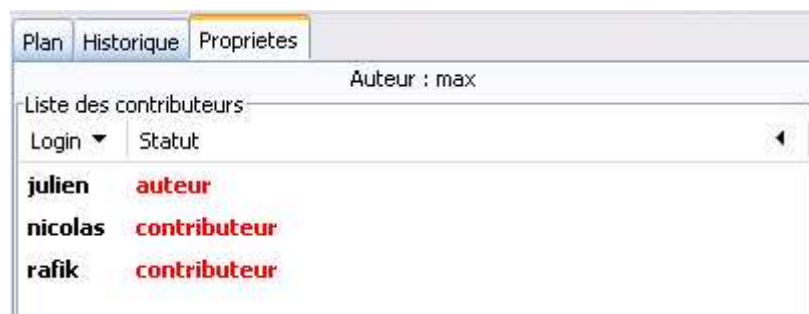 Plan Historique Proprietes
Auteur : max
Liste des contributeurs
Login Statut
julien auteur
nicolas contributeur
rafik contributeur